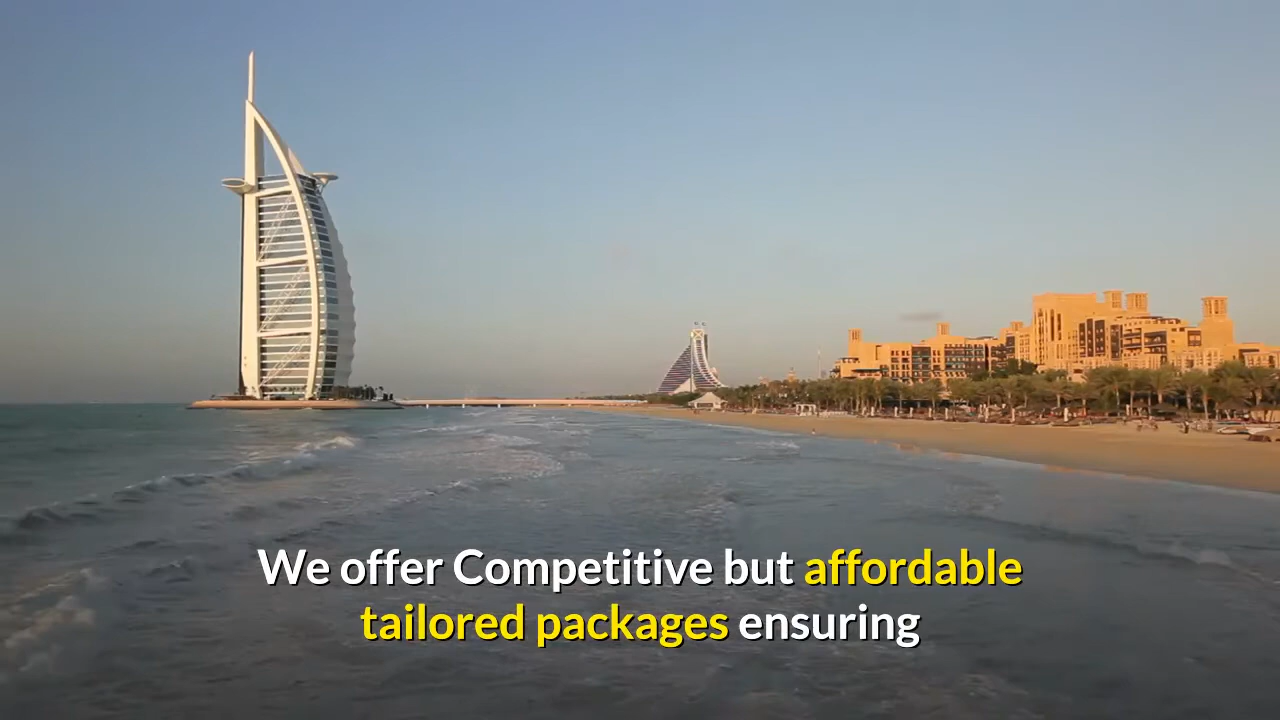 We offer Competitive but affordable
tailored packages ensuring